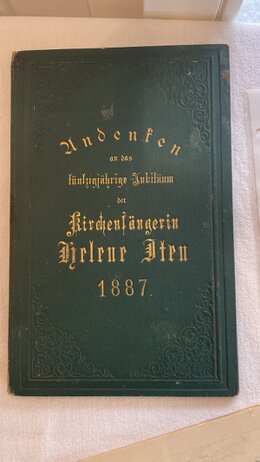 Andenken
an das
fünfzigjährige Jubiläum
der
Kirchensängerin
Helene Iten
1887.